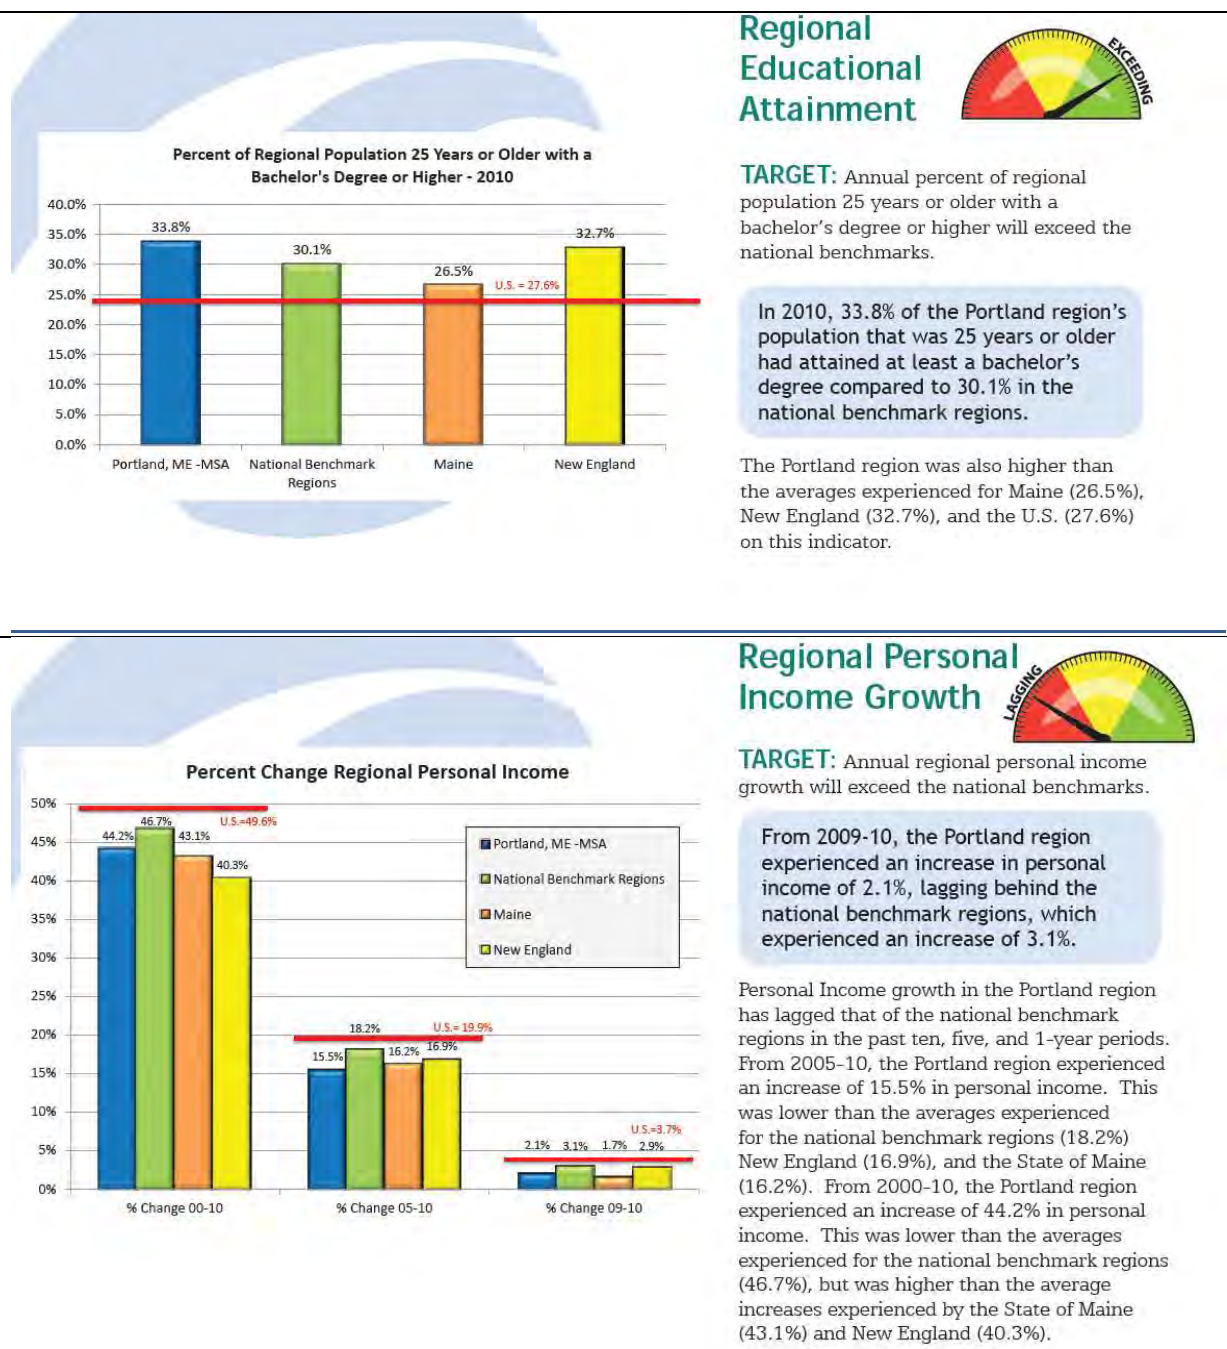 Regional
Educational
Attainment
EXCEEDING
Percent of Regional Population 25 Years or Older with a
Bachelor's Degree or Higher - 2010
40.0%
35.0%
30.0%
25.0%
20.0%
15.0%
10.0%
5.0%
0.0%
33.8%
30.1%
26.5%
U.S. = 27.6%
32.7%
Portland, ME -MSA
National Benchmark
Regions
Maine
New England
TARGET: Annual percent of regional
population 25 years or older with a
bachelor's degree or higher will exceed the
national benchmarks.
In 2010, 33.8% of the Portland region's
population that was 25 years or older
had attained at least a bachelor's
degree compared to 30.1% in the
national benchmark regions.
The Portland region was also higher than
the averages experienced for Maine (26.5%),
New England (32.7%), and the U.S. (27.6%)
on this indicator.
Regional Personal
Income Growth
LAGGING
Percent Change Regional Personal Income
50%
45%
40%
35%
30%
25%
20%
15%
10%
5%
0%
44.2%
46.7%
43.1%
40.3%
U.S.=49.6%
15.5%
18.2%
16.2%
16.9%
U.S.= 19.9%
2.1%
3.1%
1.7%
2.9%
U.S.=3.7%
% Change 00-10
% Change 05-10
% Change 09-10
Portland, ME -MSA
National Benchmark Regions
Maine
New England
TARGET: Annual regional personal income
growth will exceed the national benchmarks.
From 2009-10, the Portland region
experienced an increase in personal
income of 2.1%, lagging behind the
national benchmark regions, which
experienced an increase of 3.1%.
Personal Income growth in the Portland region
has lagged that of the national benchmark
regions in the past ten, five, and 1-year periods.
From 2005-10, the Portland region experienced
an increase of 15.5% in personal income. This
was lower than the averages experienced
for the national benchmark regions (18.2%)
New England (16.9%), and the State of Maine
(16.2%). From 2000-10, the Portland region
experienced an increase of 44.2% in personal
income. This was lower than the averages
experienced for the national benchmark regions
(46.7%), but was higher than the average
increases experienced by the State of Maine
(43.1%) and New England (40.3%).